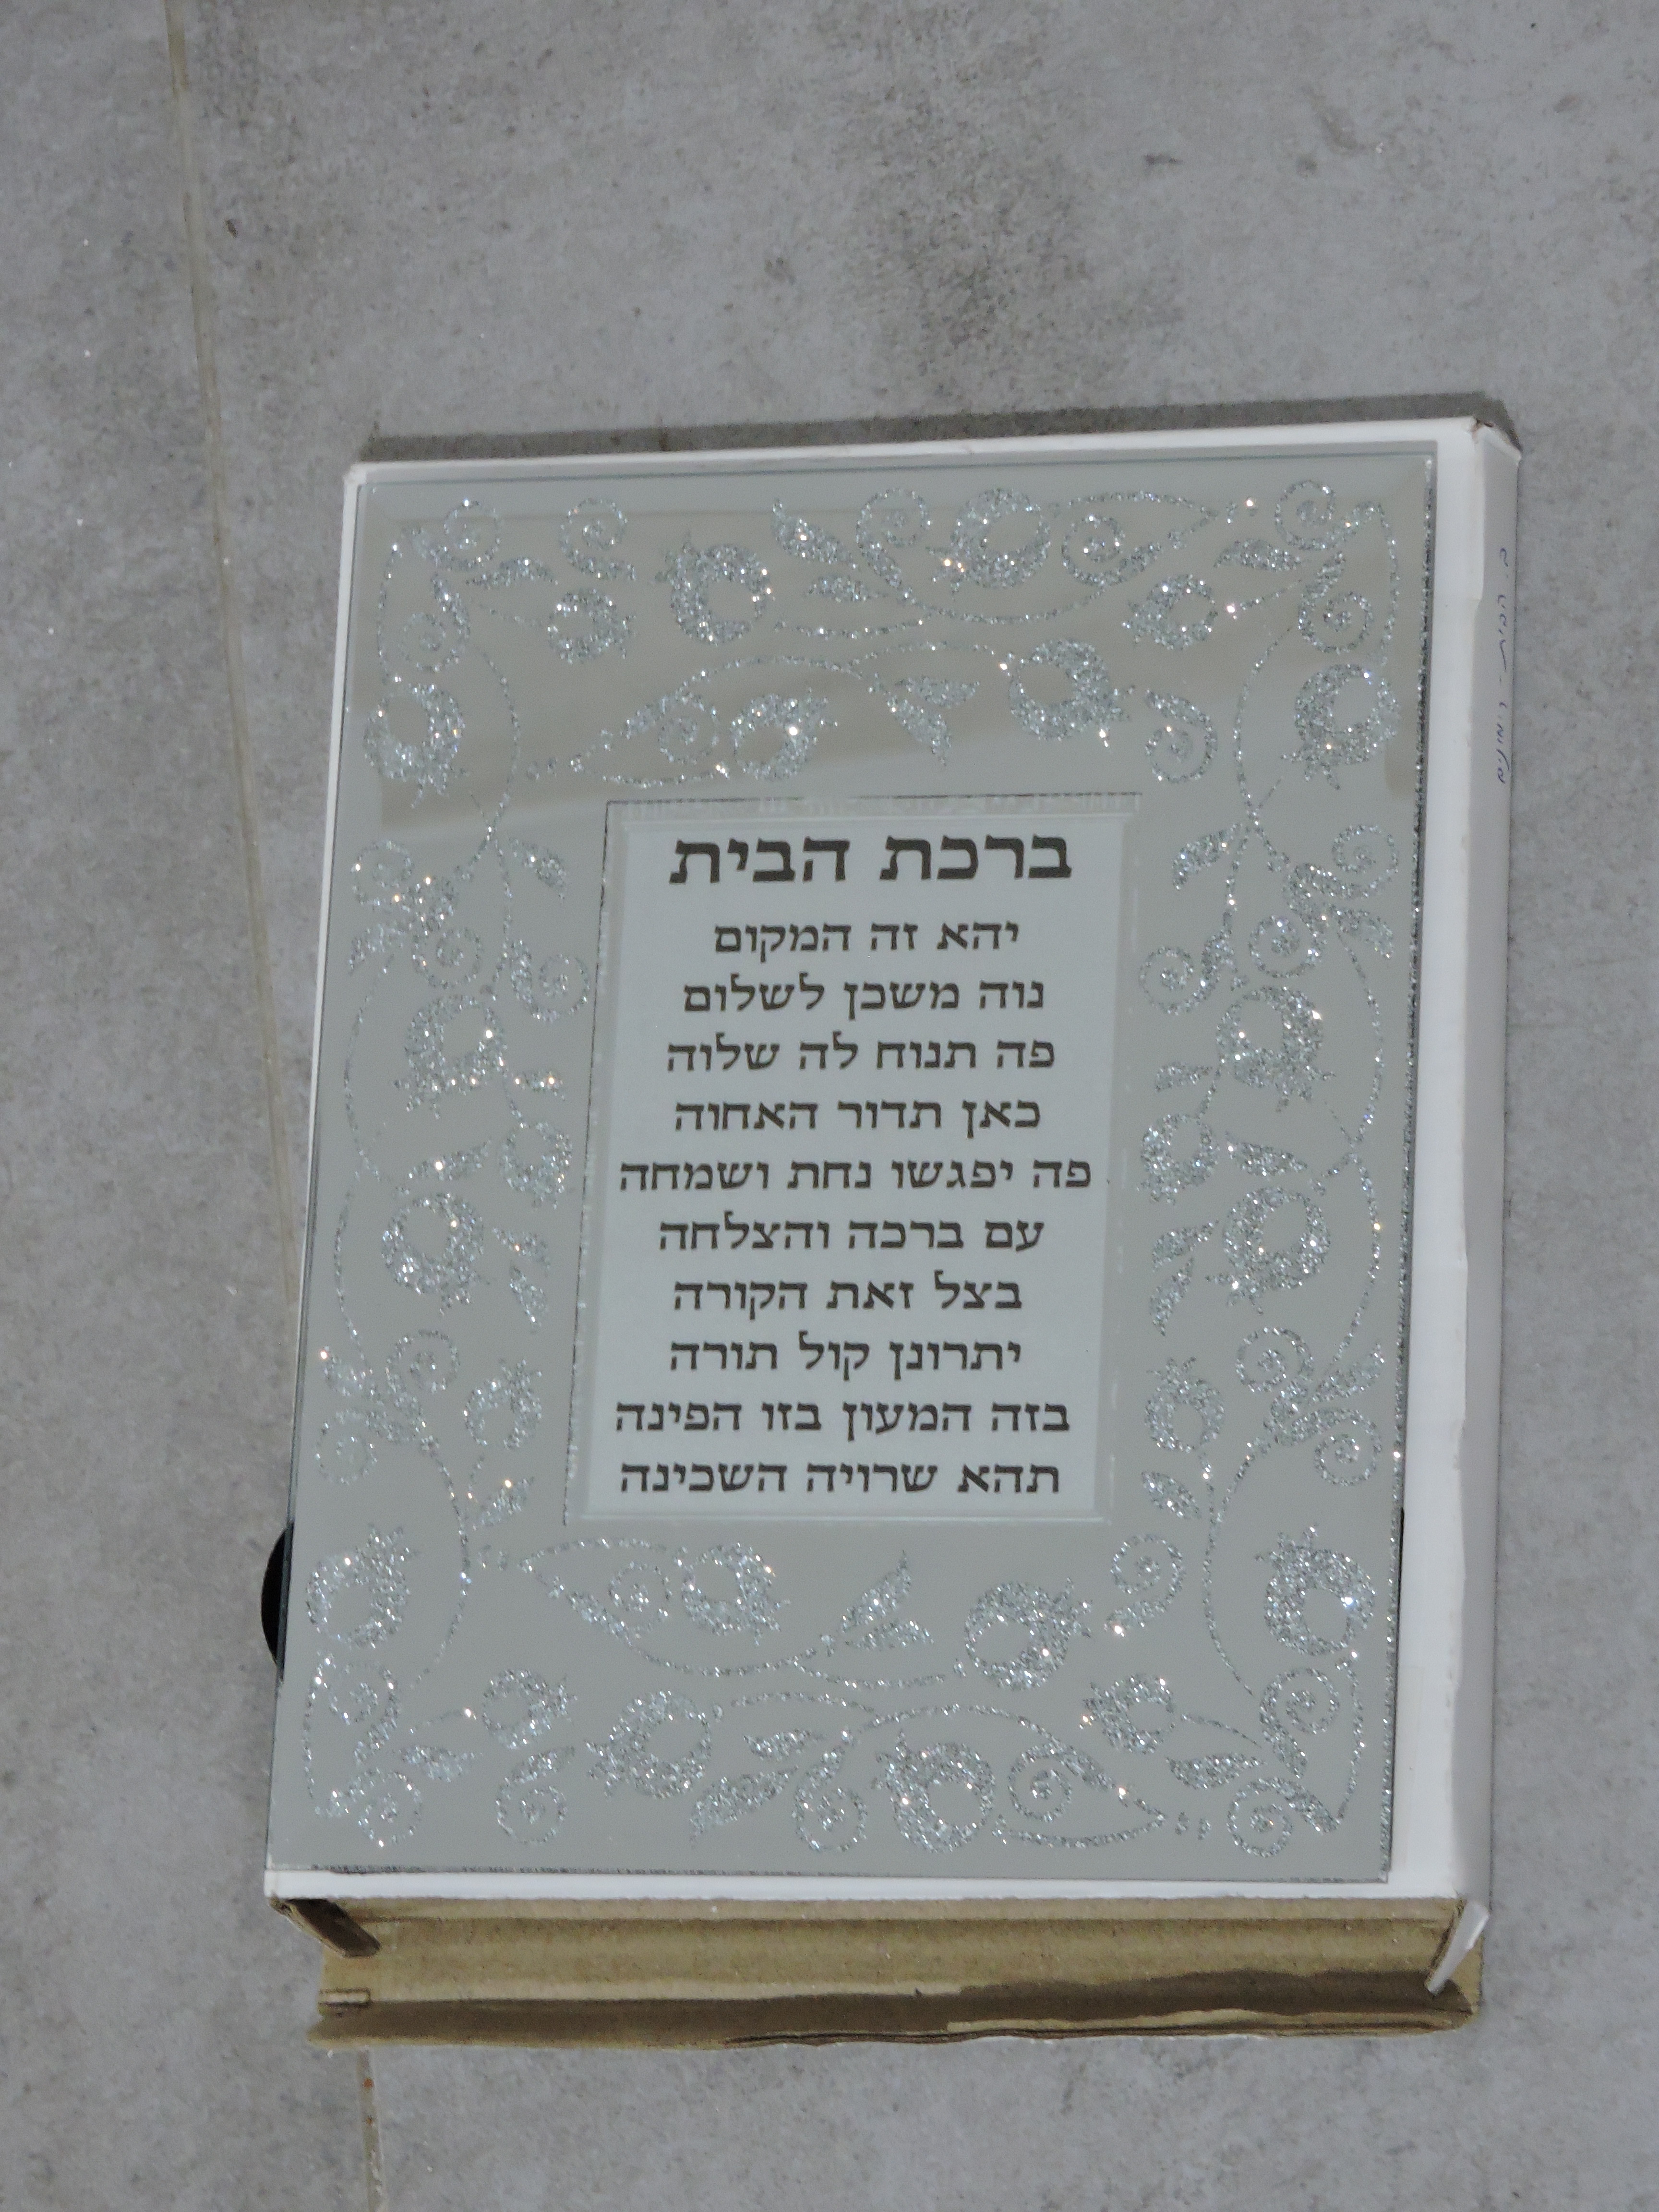 ברכת הבית
יהא זה המקום
נוה משכן לשלום
פה תנוח לה שלוה
כאן תדור האחוה
פה יפגשו נחת ושמחה
עם ברכה והצלחה
בצל זאת הקורה
יתרונן קול תורה
בזה המעון בזו הפינה
תהא שרויה השכינה